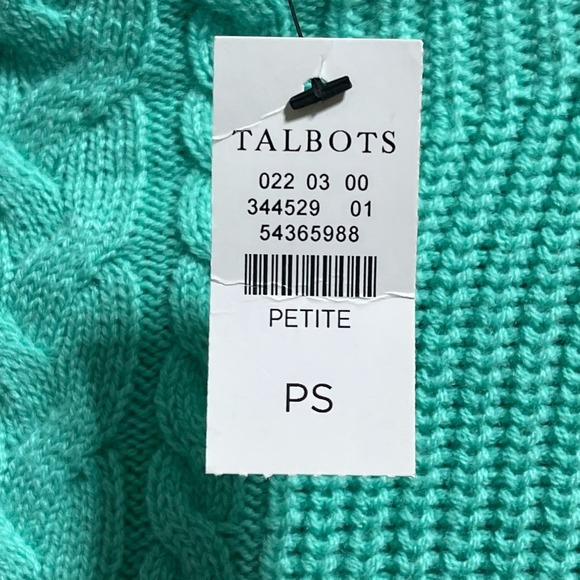 TALBOTS
022 03 00
344529 01
54365988
PETITE
PS